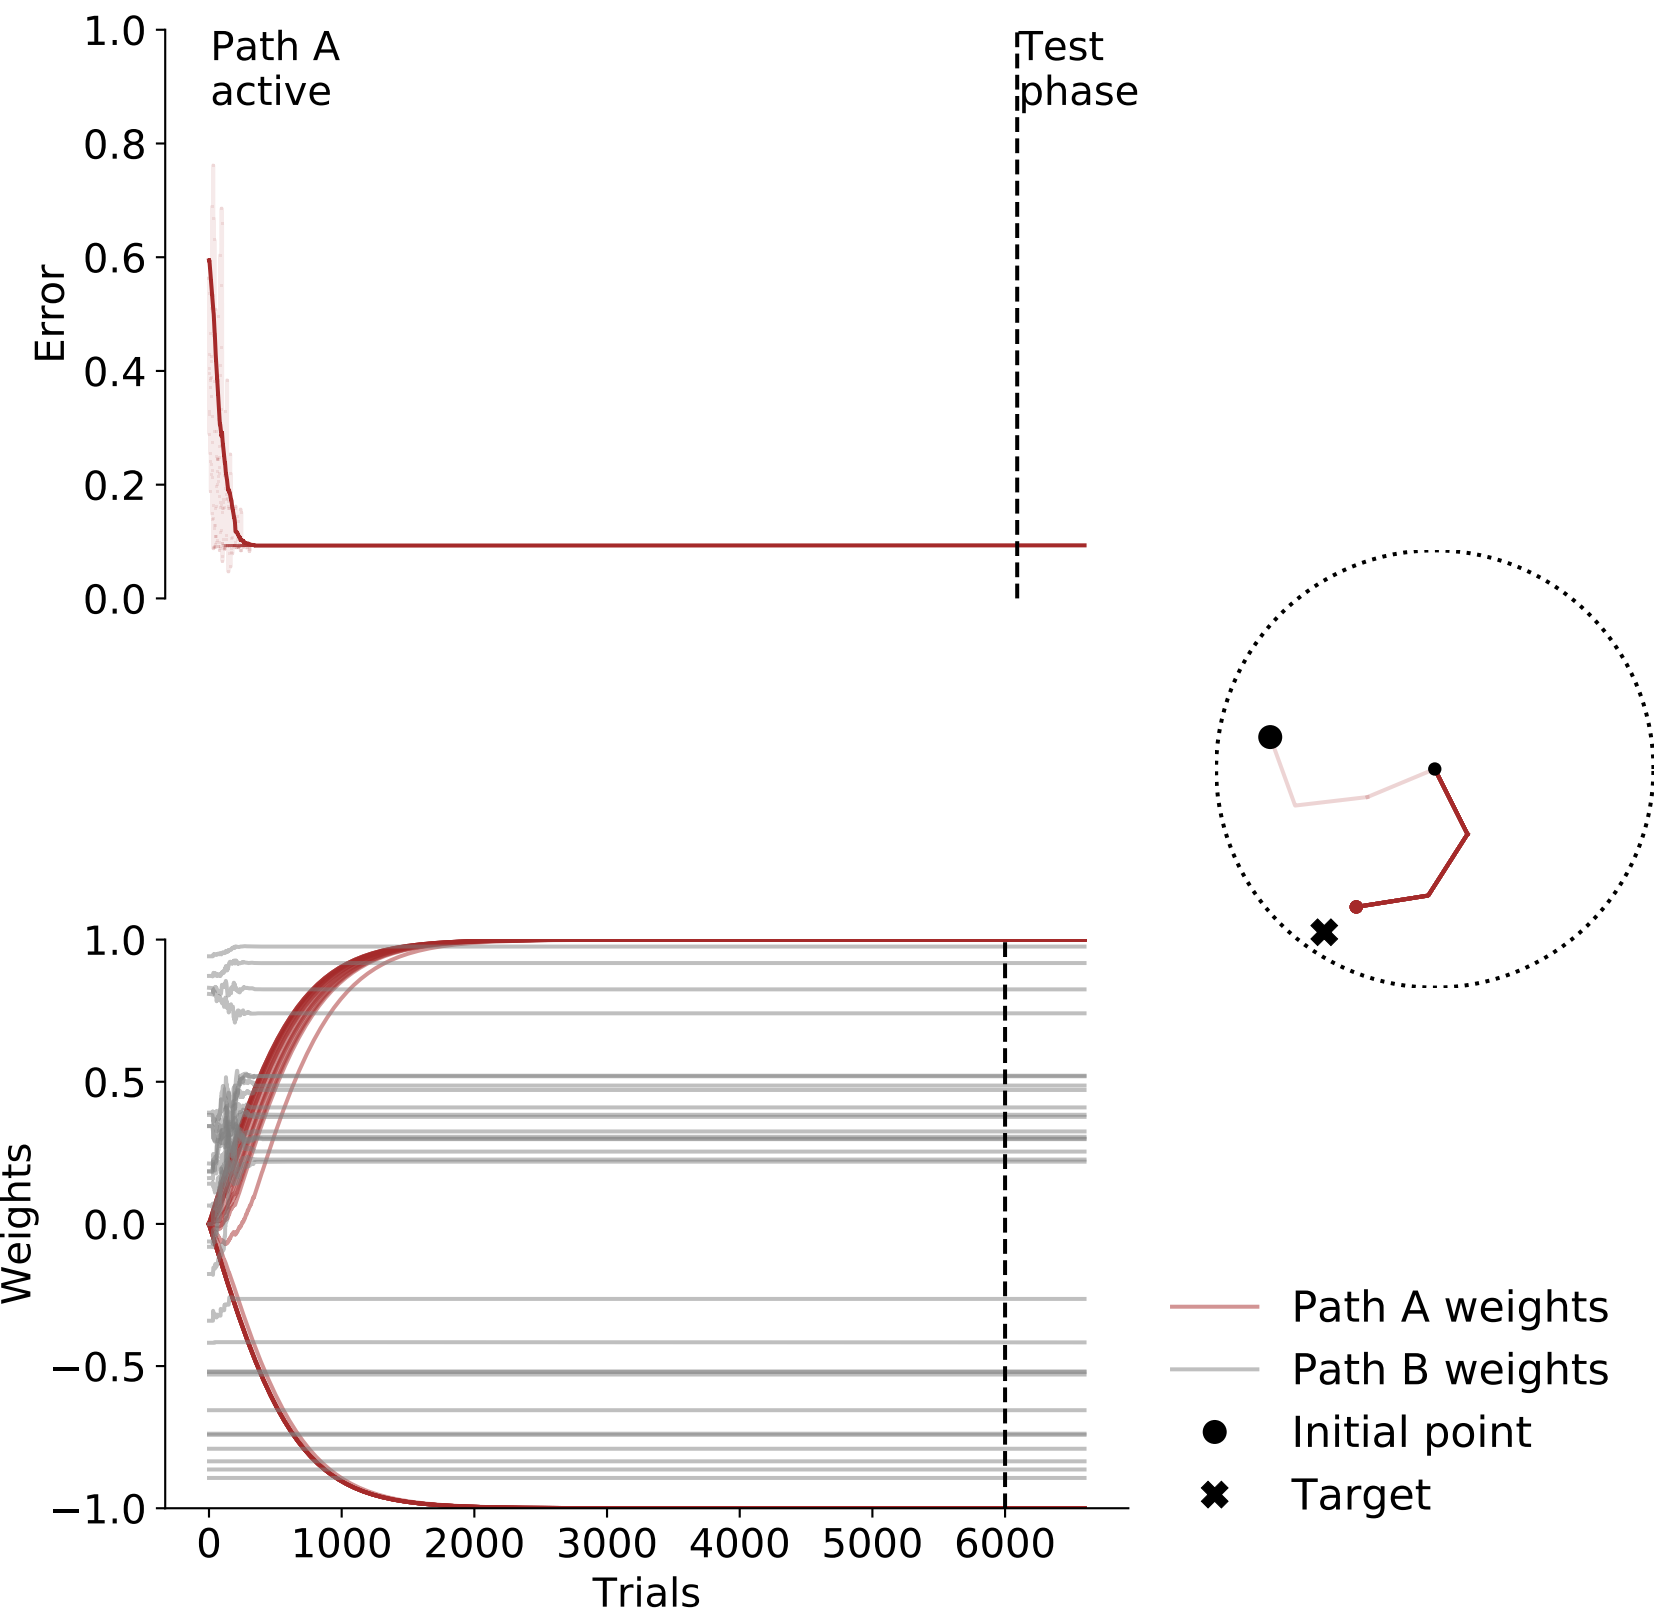 1.0
0.8
0.6
0.4
0.2
0.0
Error
Path A
active
Test
phase
1.0
0.5
0.0
−0.5
−1.0
Weights
0 1000 2000 3000 4000 5000 6000
Trials
Path A weights
Path B weights
Initial point
Target